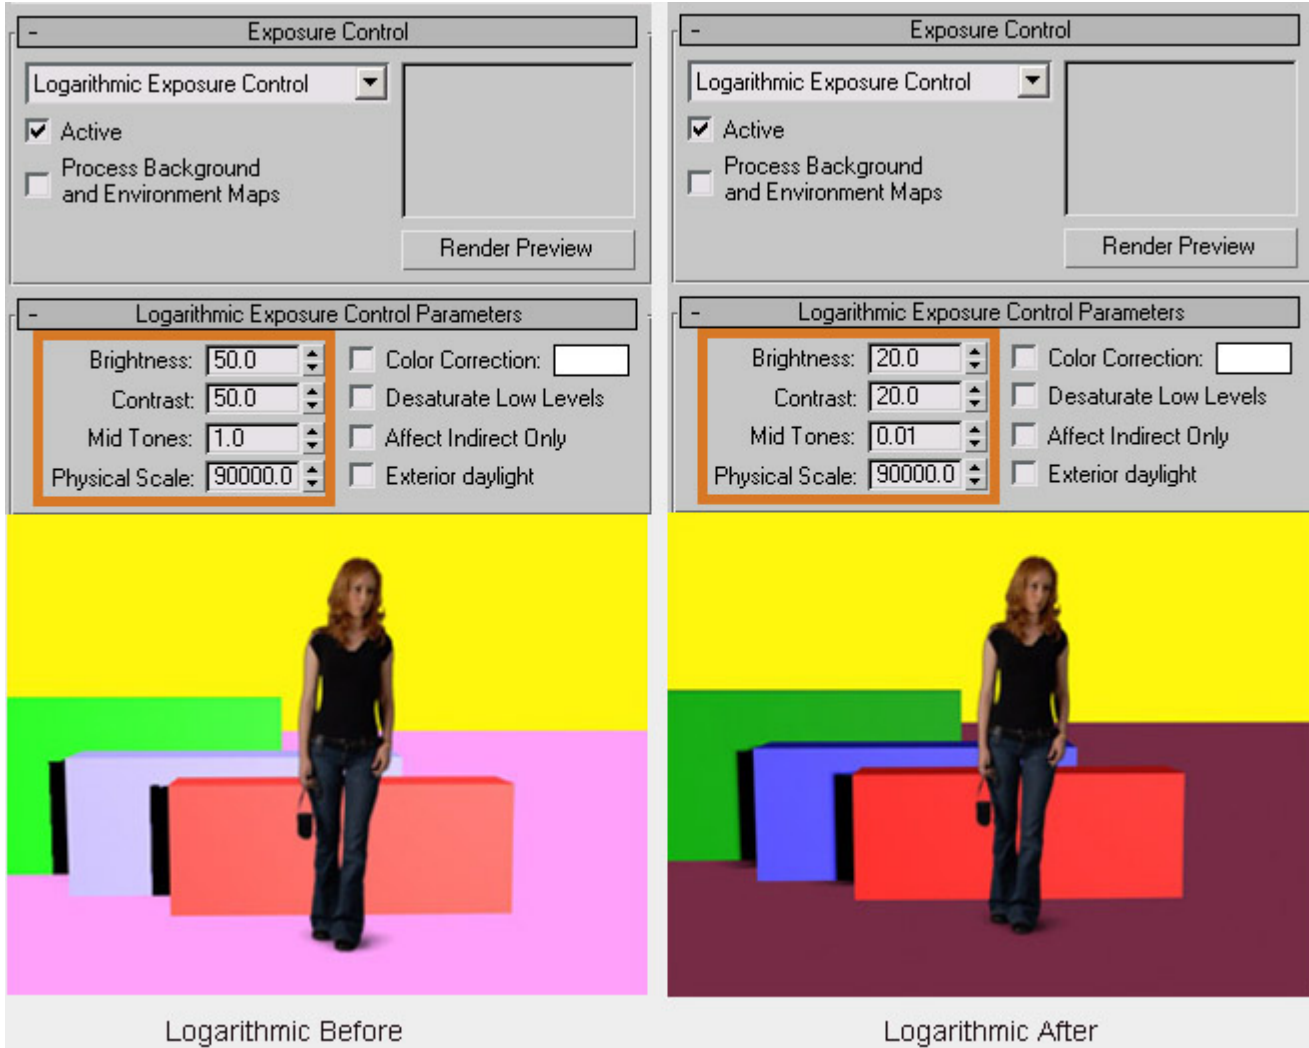 - Exposure Control
Logarithmic Exposure Control
Active
Process Background
and Environment Maps
Render Preview
- Logarithmic Exposure Control Parameters
Brightness: 50.0 Color Correction:
Contrast: 50.0 Desaturate Low Levels
Mid Tones: 1.0 Affect Indirect Only
Physical Scale: 90000.0 Exterior daylight
Logarithmic Before
- Exposure Control
Logarithmic Exposure Control
Active
Process Background
and Environment Maps
Render Preview
- Logarithmic Exposure Control Parameters
Brightness: 20.0 Color Correction:
Contrast: 20.0 Desaturate Low Levels
Mid Tones: 0.01 Affect Indirect Only
Physical Scale: 90000.0 Exterior daylight
Logarithmic After